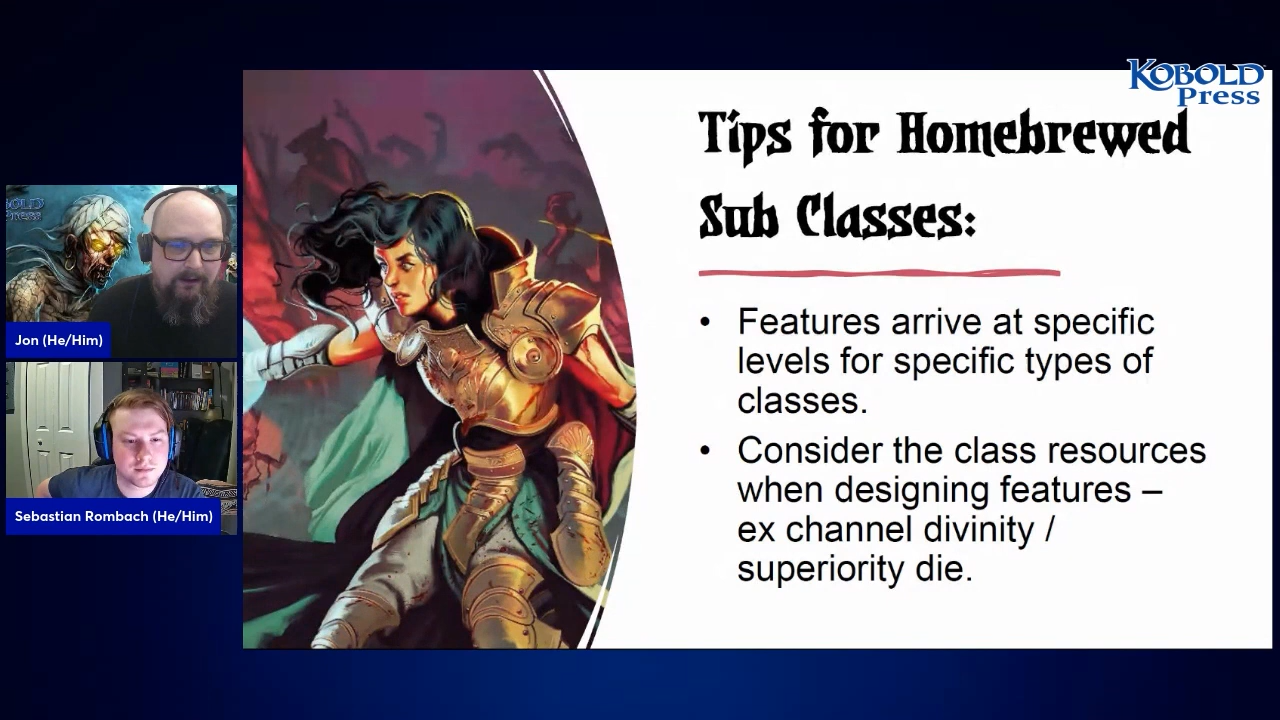 KOBOLD
Press
Tips for Homebrewed
Sub Classes:
• Features arrive at specific
levels for specific types of
classes.
• Consider the class resources
when designing features –
ex channel divinity /
superiority die.
Jon (He/Him)
Sebastian Rombach (He/Him)